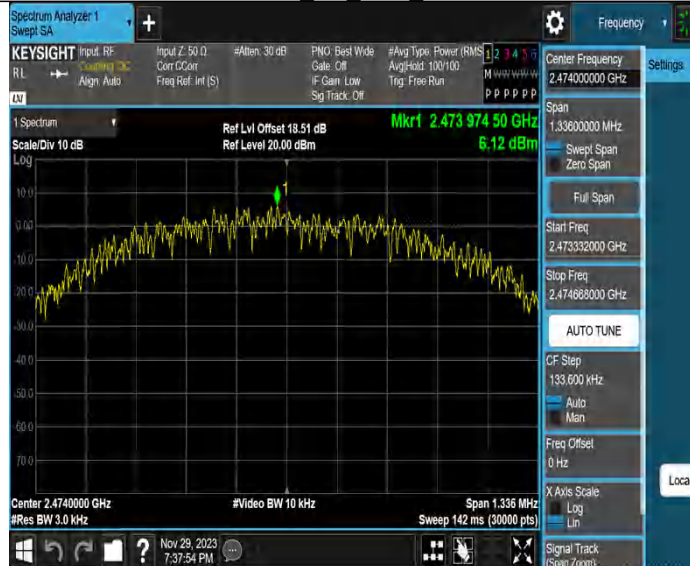 Spectrum Analyzer 1
Swept SA
Frequency
KEYSIGHT
RL
Input: RF
Coupling: DC
Align: Auto
Input Z: 50 Ω
Corr CCorr
Freq Ref: Int (S)
#Atten: 30 dB
PNO: Best Wide
Gate: Off
IF Gain: Low
Sig Track: Off
#Avg Type: Power (RMS
Avg|Hold: 100/100
Trig: Free Run
1 2 3 4 5 6
M W W W W W
P P P P P P
LXI
1 Spectrum
Scale/Div 10 dB
Log
Ref Lvl Offset 18.51 dB
Ref Level 20.00 dBm
Mkr1 2.473 974 50 GHz
6.12 dBm
1
10.0
0.00
-10.0
-20.0
-30.0
-40.0
-50.0
-60.0
-70.0
Center 2.4740000 GHz
#Res BW 3.0 kHz
#Video BW 10 kHz
Span 1.336 MHz
Sweep 142 ms (30000 pts)
Nov 29, 2023
7:37:54 PM
Center Frequency
2.474000000 GHz
Settings
Span
1.33600000 MHz
Swept Span
Zero Span
Full Span
Start Freq
2.473332000 GHz
Stop Freq
2.474668000 GHz
AUTO TUNE
CF Step
133.600 kHz
Auto
Man
Freq Offset
0 Hz
X Axis Scale
Log
Lin
Loca
Signal Track
(Span Zoom)